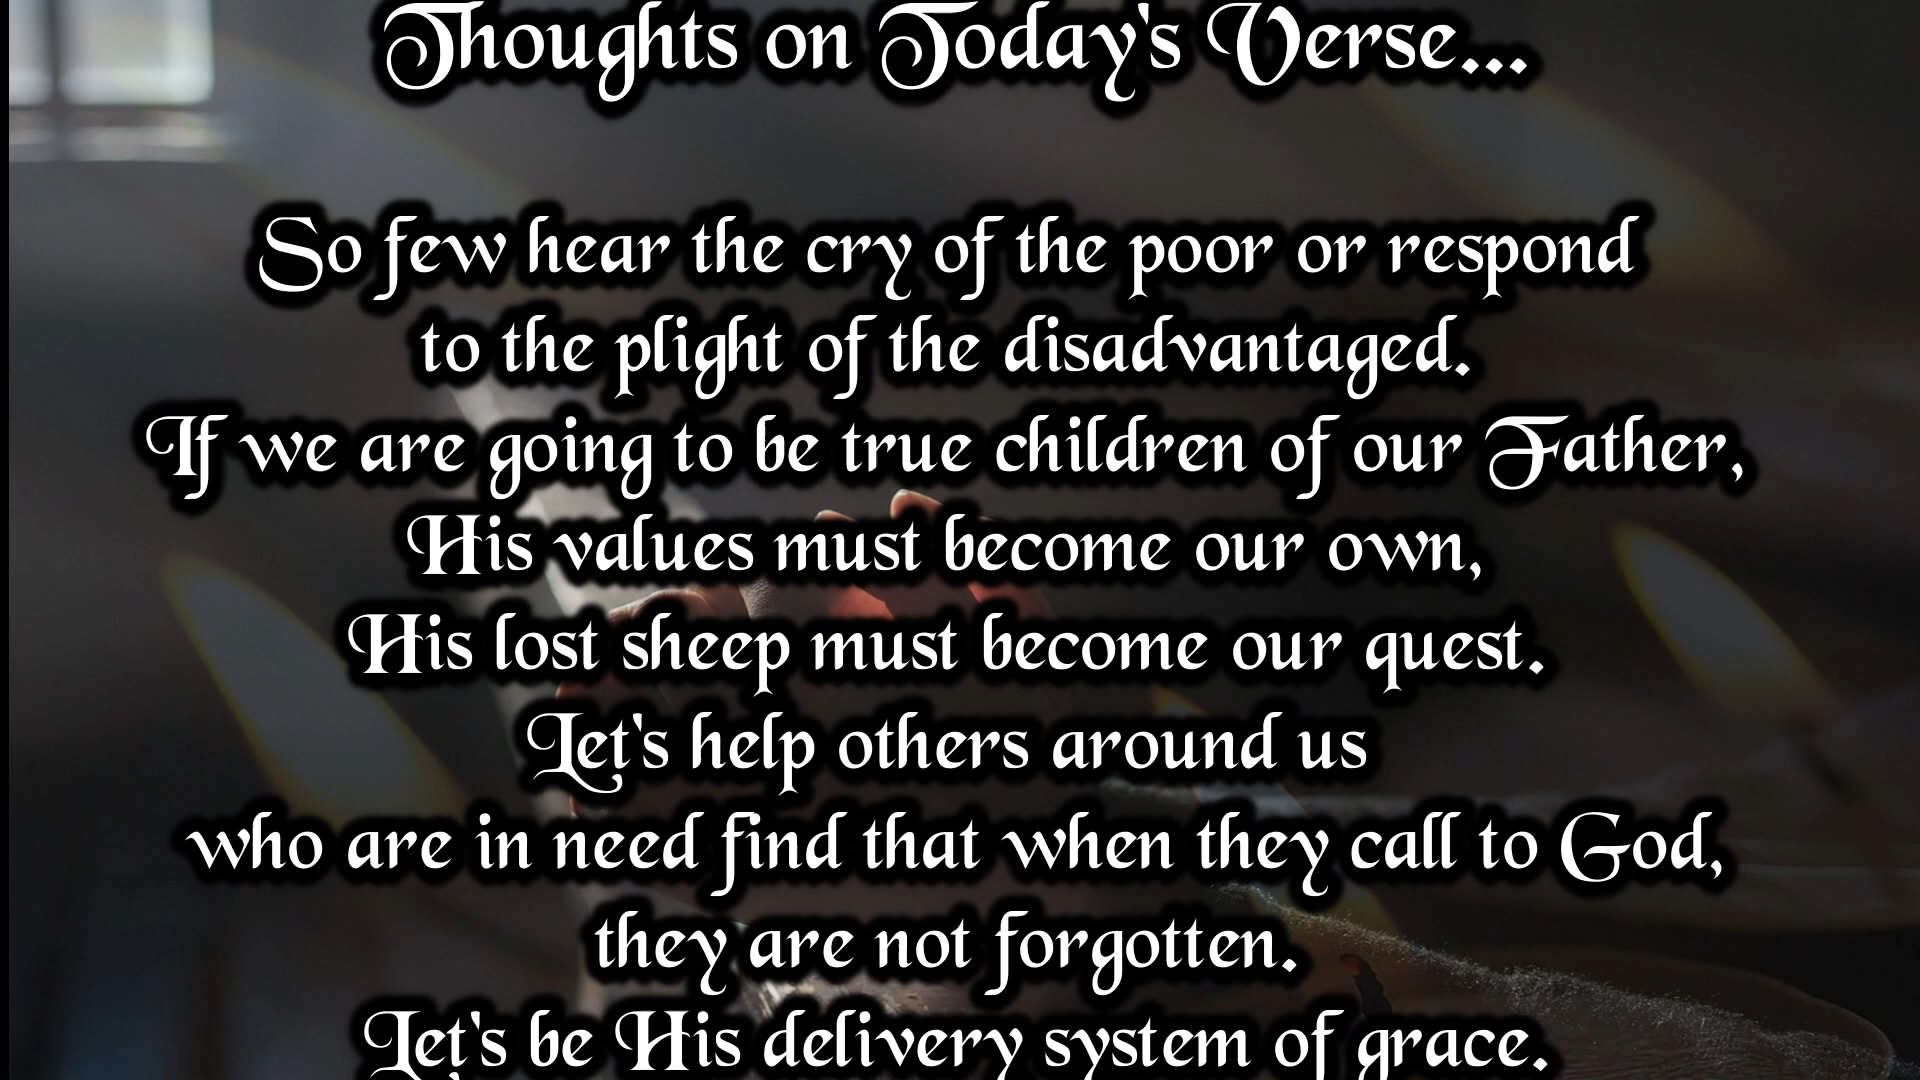 Thoughts on Today's Verse...
So few hear the cry of the poor or respond
to the plight of the disadvantaged.
If we are going to be true children of our Father,
His values must become our own,
His lost sheep must become our quest.
Let's help others around us
who are in need find that when they call to God,
they are not forgotten.
Let's be His delivery system of grace.